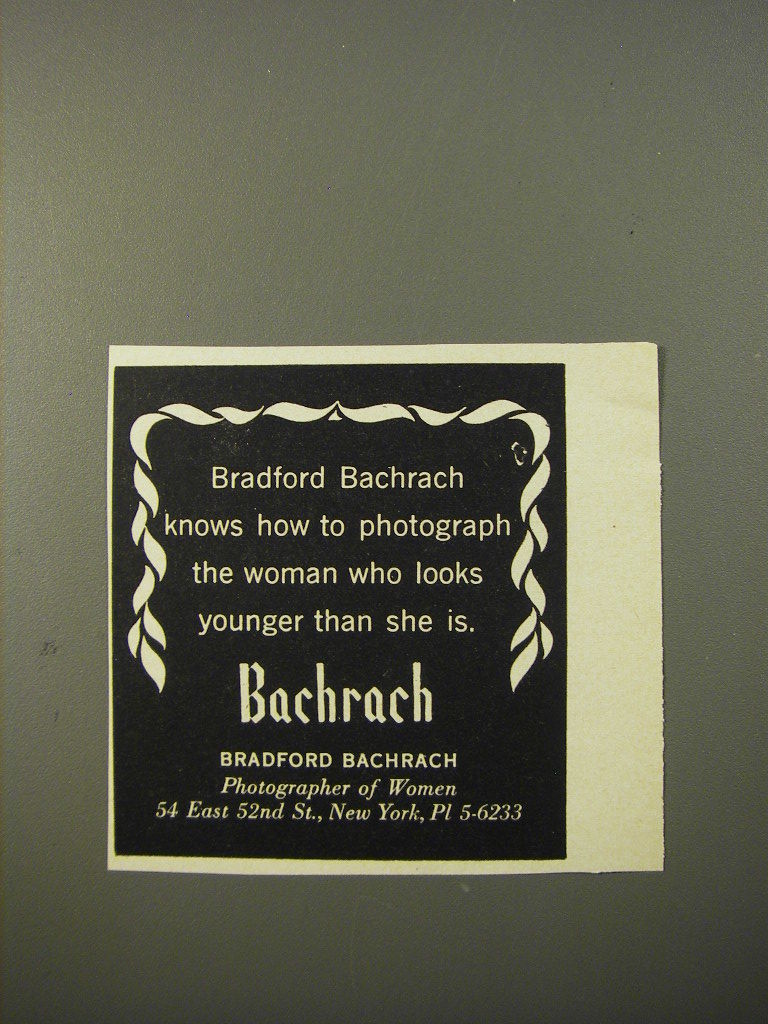 Bradford Bachrach
knows how to photograph
the woman who looks
younger than she is.
Bachrach
BRADFORD BACHRACH
Photographer of Women
54 East 52nd St., New York, Pl 5-6233